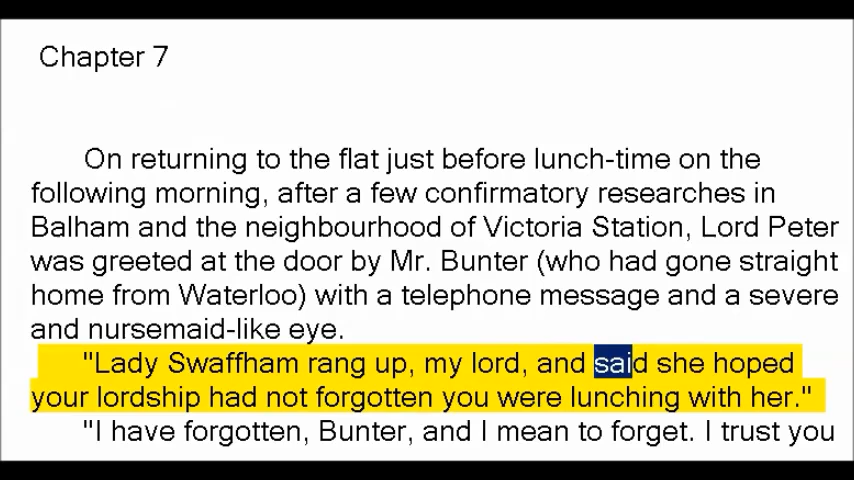 Chapter 7
On returning to the flat just before lunch-time on the
following morning, after a few confirmatory researches in
Balham and the neighbourhood of Victoria Station, Lord Peter
was greeted at the door by Mr. Bunter (who had gone straight
home from Waterloo) with a telephone message and a severe
and nursemaid-like eye.
"Lady Swaffham rang up, my lord, and said she hoped
your lordship had not forgotten you were lunching with her."
"I have forgotten, Bunter, and I mean to forget. I trust you